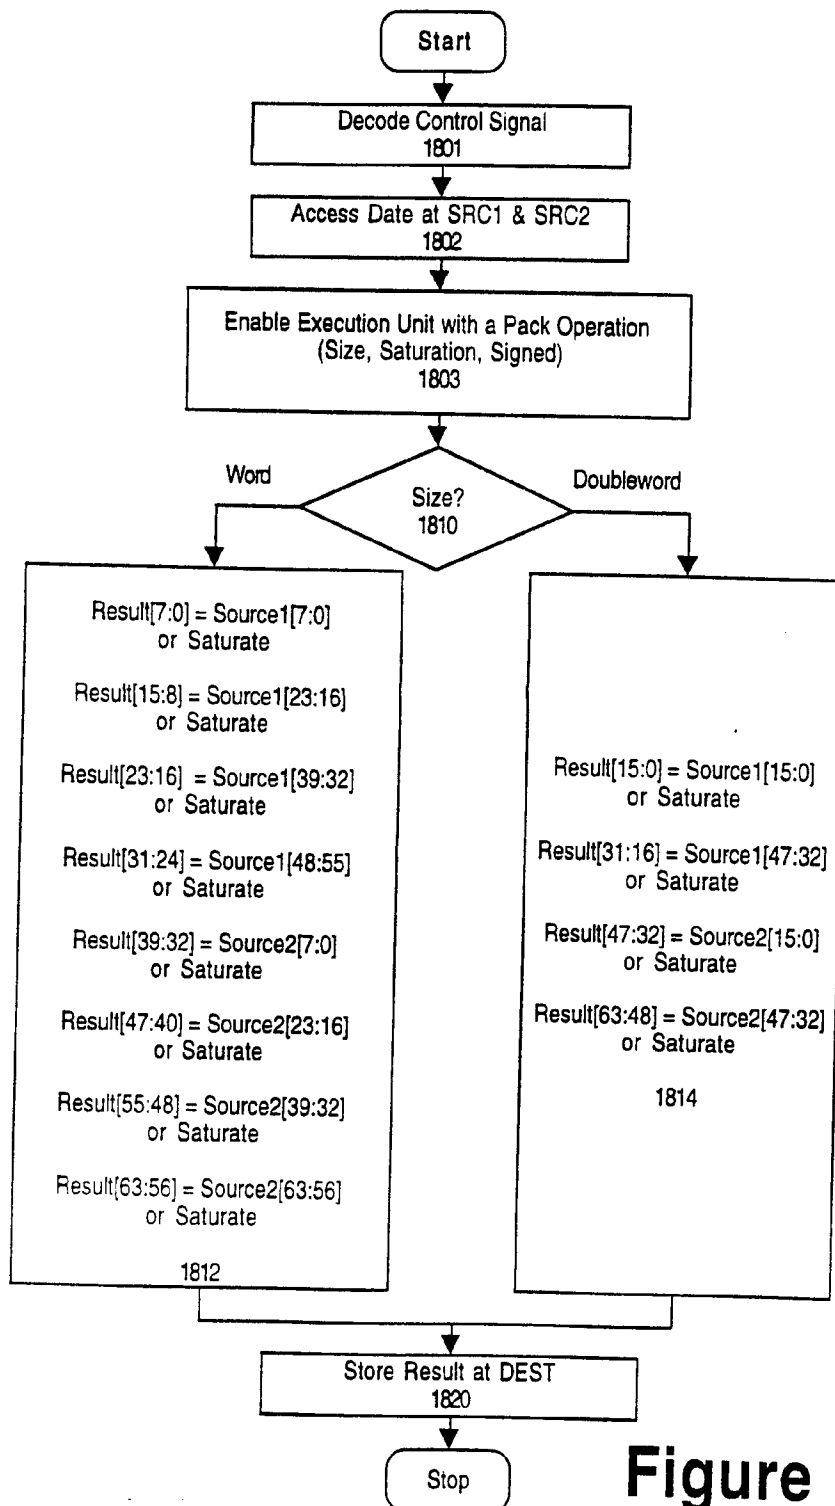 Start
Decode Control Signal
1801
Access Date at SRC1 & SRC2
1802
Enable Execution Unit with a Pack Operation
(Size, Saturation, Signed)
1803
Word
Doubleword
Size?
1810
Result[7:0] = Source1[7:0]
or Saturate
Result[15:8] = Source1[23:16]
or Saturate
Result[23:16] = Source1[39:32]
or Saturate
Result[31:24] = Source1[48:55]
or Saturate
Result[39:32] = Source2[7:0]
or Saturate
Result[47:40] = Source2[23:16]
or Saturate
Result[55:48] = Source2[39:32]
or Saturate
Result[63:56] = Source2[63:56]
or Saturate
1812
Result[15:0] = Source1[15:0]
or Saturate
Result[31:16] = Source1[47:32]
or Saturate
Result[47:32] = Source2[15:0]
or Saturate
Result[63:48] = Source2[47:32]
or Saturate
1814
Store Result at DEST
1820
Stop
Figure